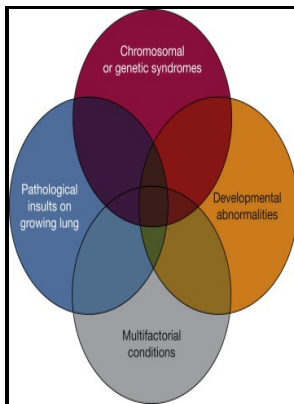 Chromosomal
or genetic syndromes
Pathological
insults on
growing lung
Developmental
abnormalities
Multifactorial
conditions